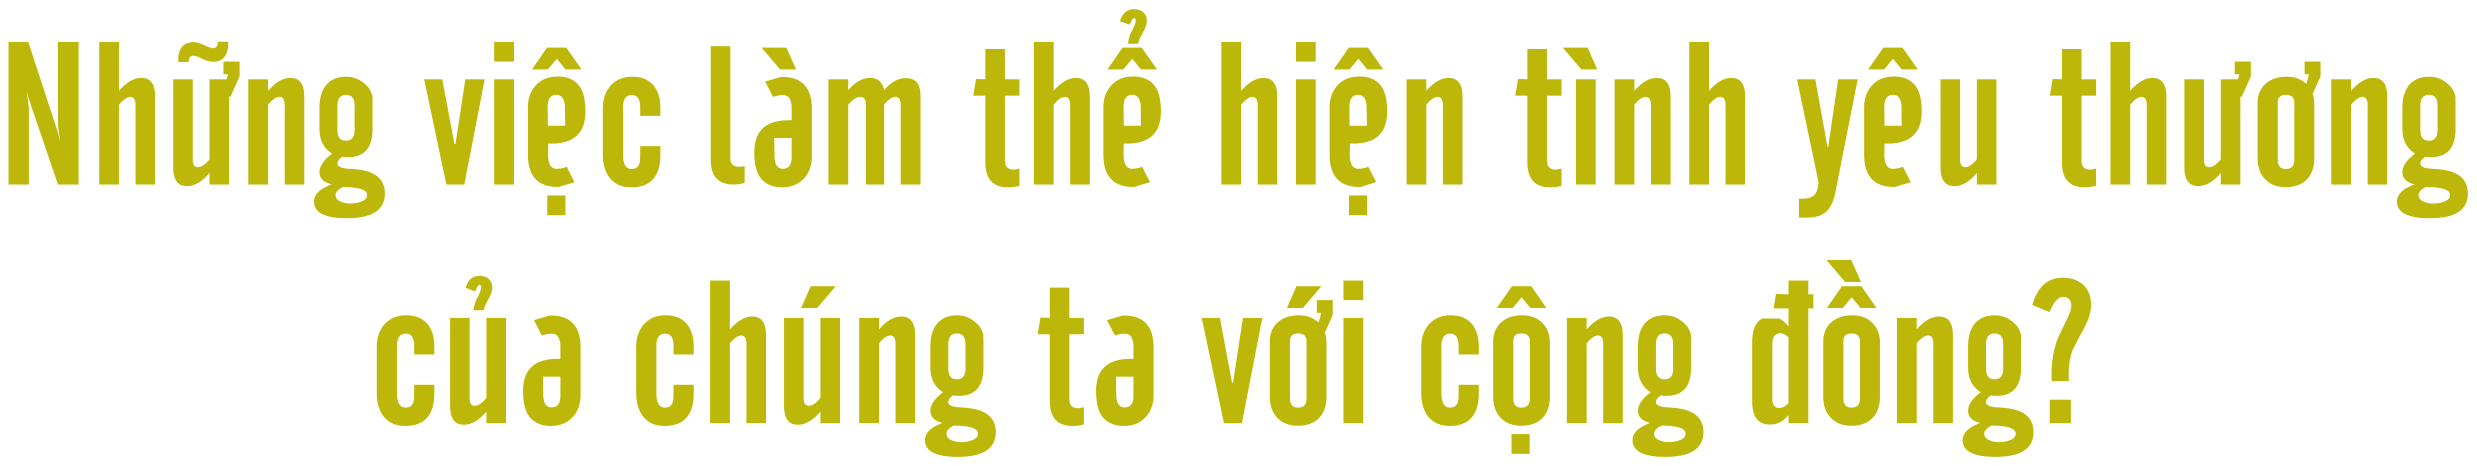 Những việc làm thể hiện tình yêu thương
của chúng ta với cộng đồng?